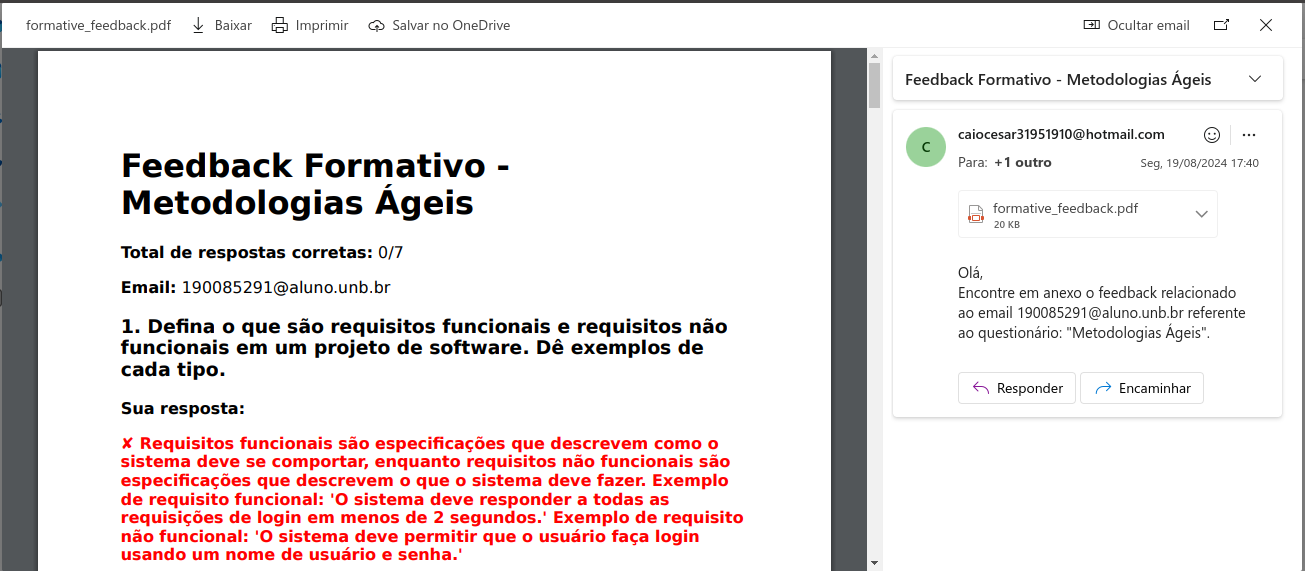 formative_feedback.pdf Baixar Imprimir Salvar no OneDrive Ocultar email
Feedback Formativo -
Metodologias Ágeis
Total de respostas corretas: 0/7
Email: 190085291@aluno.unb.br
1. Defina o que são requisitos funcionais e requisitos não
funcionais em um projeto de software. Dê exemplos de
cada tipo.
Sua resposta:
✘ Requisitos funcionais são especificações que descrevem como o
sistema deve se comportar, enquanto requisitos não funcionais são
especificações que descrevem o que o sistema deve fazer. Exemplo
de requisito funcional: 'O sistema deve responder a todas as
requisições de login em menos de 2 segundos.' Exemplo de requisito
não funcional: 'O sistema deve permitir que o usuário faça login
usando um nome de usuário e senha.'
Feedback Formativo - Metodologias Ágeis
C
caiocesar31951910@hotmail.com
Para: +1 outro Seg, 19/08/2024 17:40
formative_feedback.pdf
20 KB
Olá,
Encontre em anexo o feedback relacionado
ao email 190085291@aluno.unb.br referente
ao questionário: "Metodologias Ágeis".
Responder Encaminhar